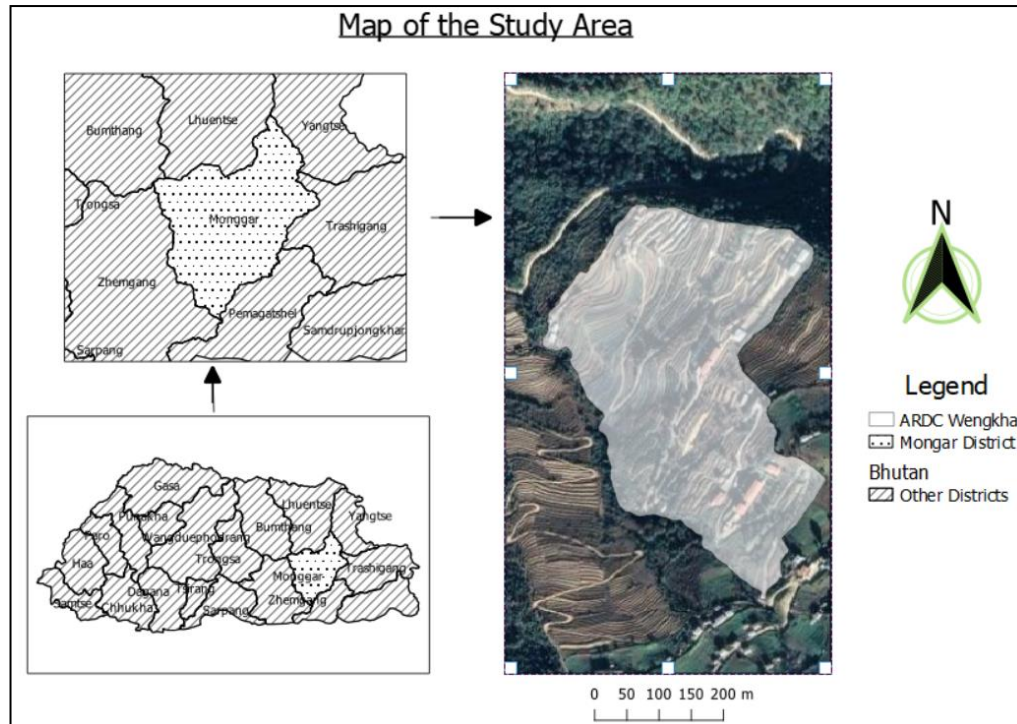 Map of the Study Area
Bumthang
Lhuentse
Yangtse
Trongsa
Monggar
Trashigang
Zhemgang
Pemagatshel
Samdrupjongkhar
Sarpang
N
Legend
ARDC Wengkha
Mongar District
Bhutan
Other Districts
Gasa
Punakha
Lhuentse
Paro
Wangduephodrang
Bumthang
Yangtse
Haa
Trongsa
Monggar
Trashigang
Dagana
Tsirang
Samtse
Chhukha
Sarpang
Zhemgang
0 50 100 150 200 m